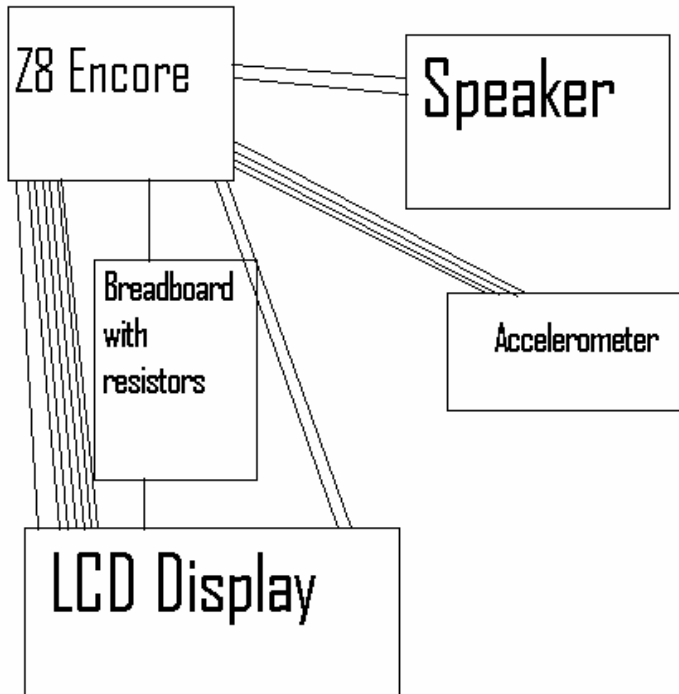 Z8 Encore
Speaker
Breadboard
with
resistors
Accelerometer
LCD Display